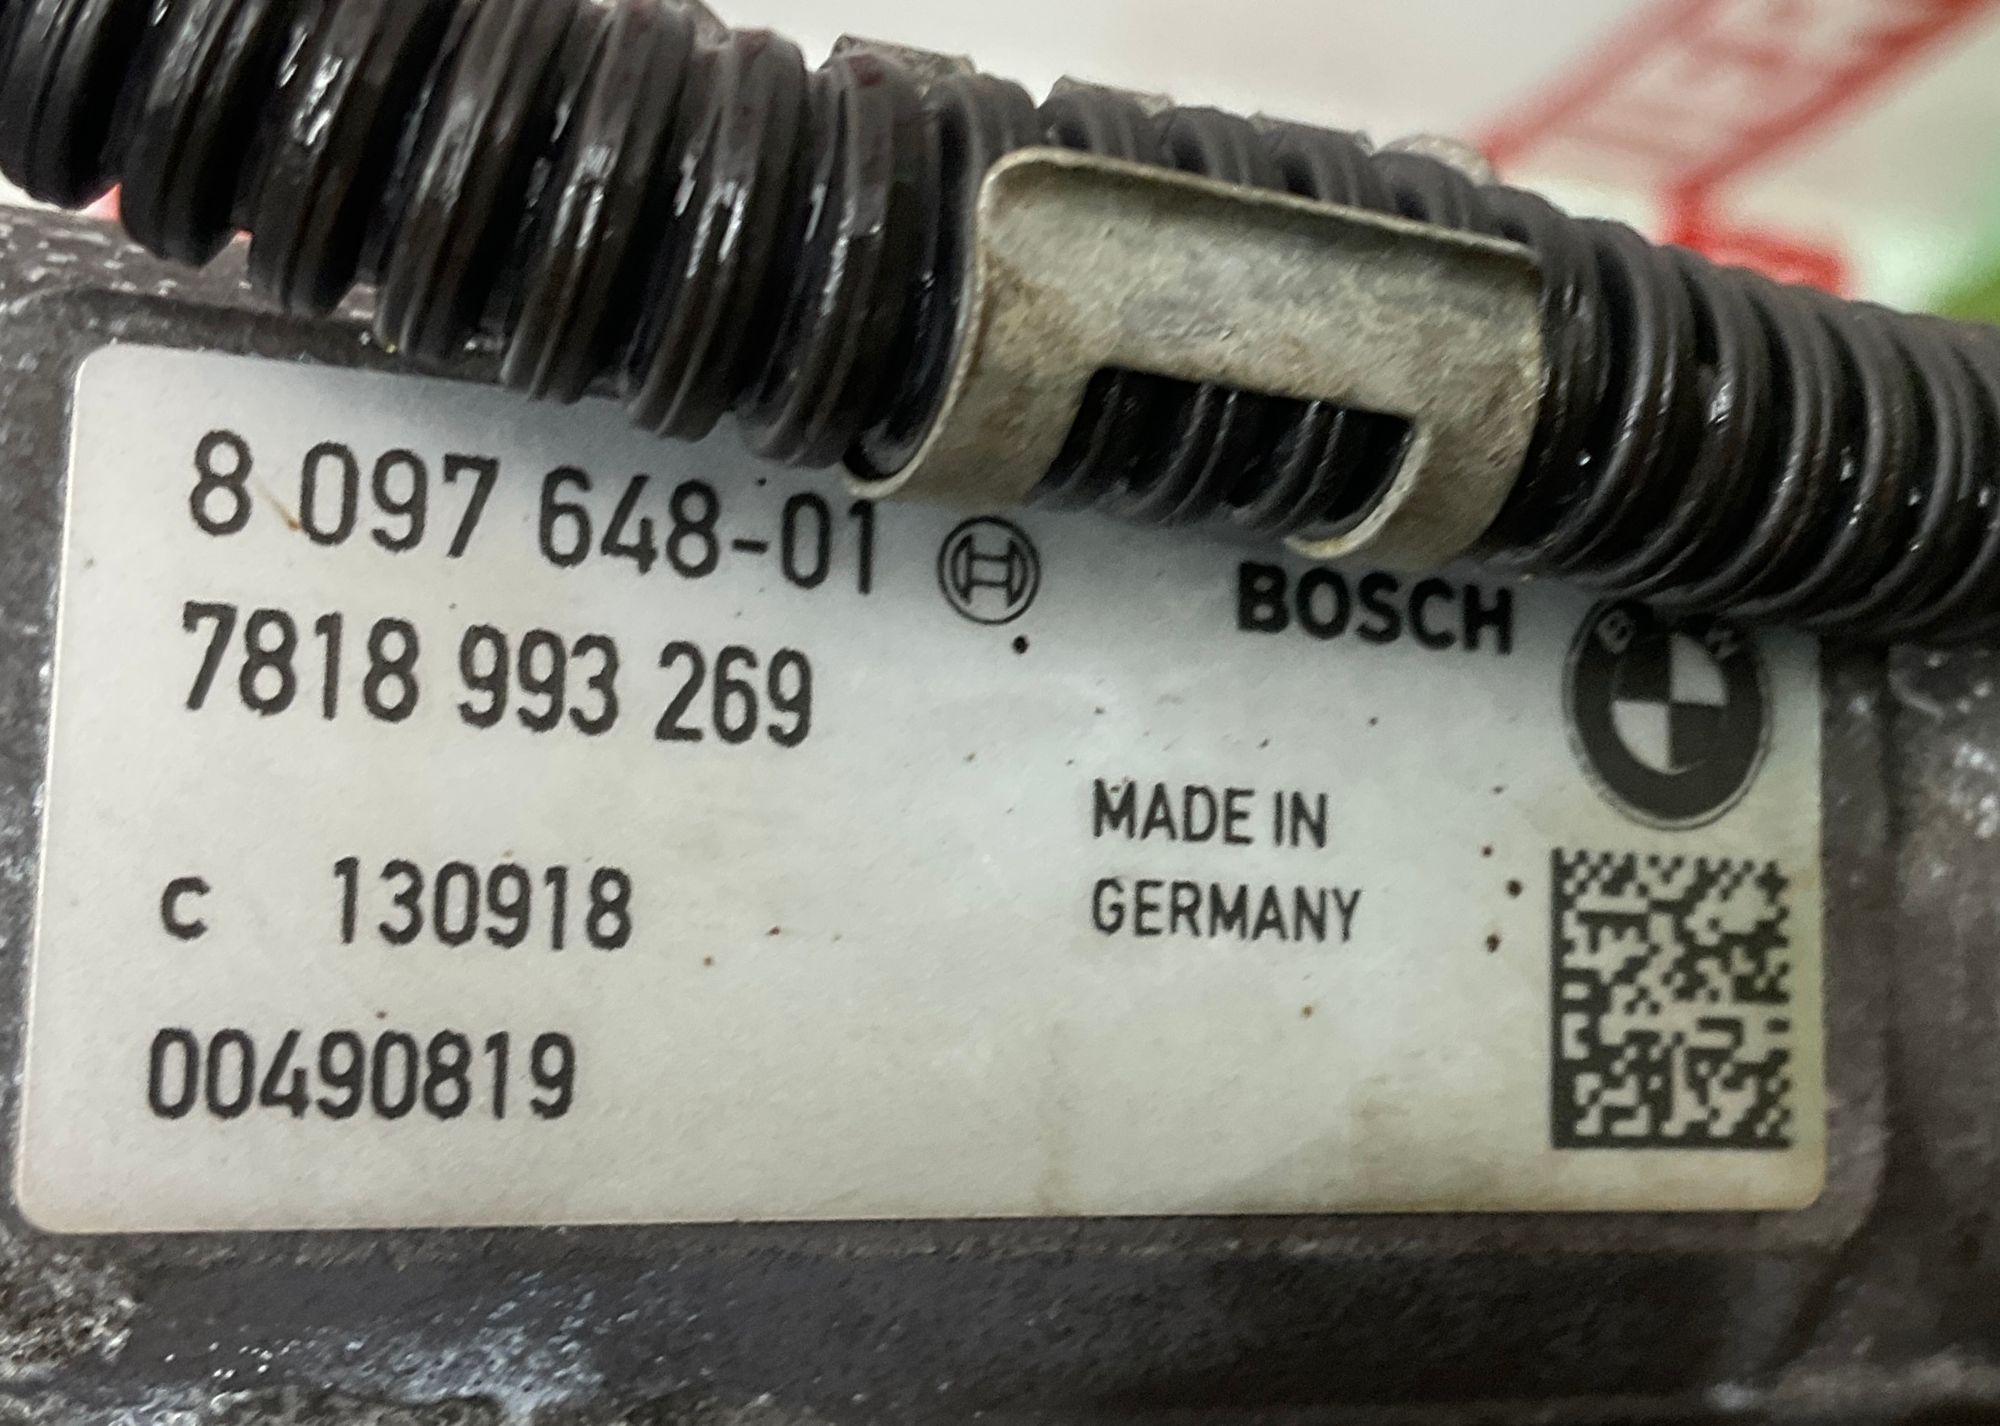 8 097 648-01
BOSCH
7818 993 269
MADE IN
GERMANY
c 130918
00490819